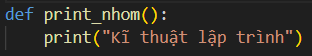 def print_nhom():
    print("Kĩ thuật lập trình")